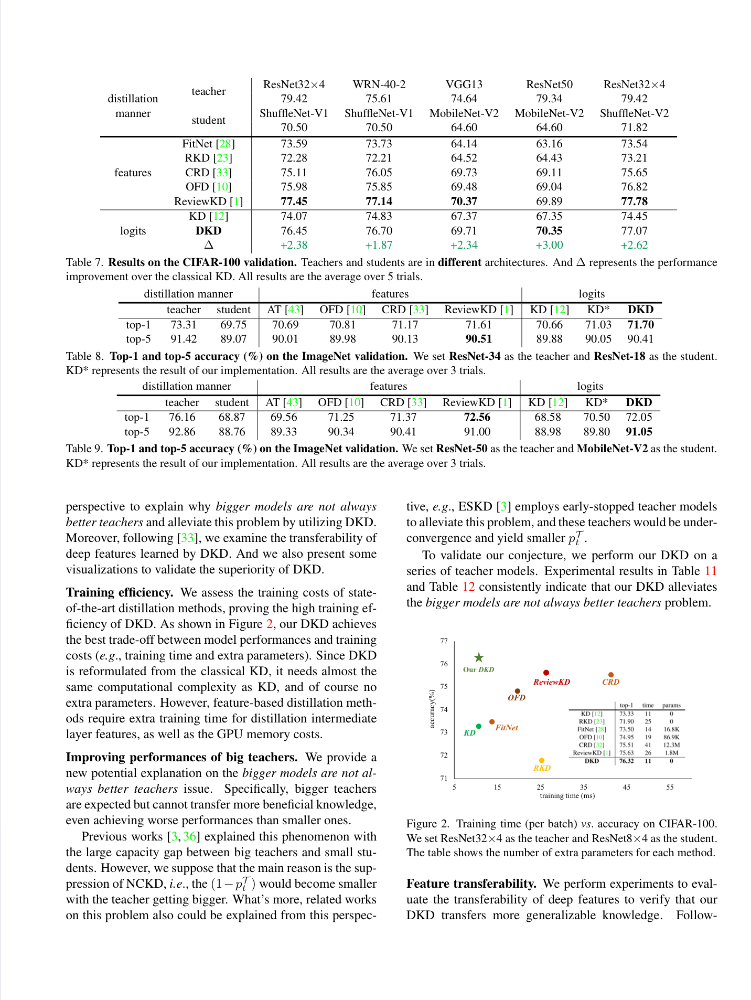 distillation manner teacher ResNet32×4 WRN-40-2 VGG13 ResNet50 ResNet32×4
79.42 75.61 74.64 79.34 79.42
student ShuffleNet-V1 ShuffleNet-V1 MobileNet-V2 MobileNet-V2 ShuffleNet-V2
70.50 70.50 64.60 64.60 71.82
features FitNet [28] 73.59 73.73 64.14 63.16 73.54
RKD [23] 72.28 72.21 64.52 64.43 73.21
CRD [33] 75.11 76.05 69.73 69.11 75.65
OFD [10] 75.98 75.85 69.48 69.04 76.82
ReviewKD [1] 77.45 77.14 70.37 69.89 77.78
logits KD [12] 74.07 74.83 67.37 67.35 74.45
DKD 76.45 76.70 69.71 70.35 77.07
Δ +2.38 +1.87 +2.34 +3.00 +2.62
Table 7. Results on the CIFAR-100 validation. Teachers and students are in different architectures. And Δ represents the performance
improvement over the classical KD. All results are the average over 5 trials.
distillation manner features logits
teacher student AT [43] OFD [10] CRD [33] ReviewKD [1] KD [12] KD* DKD
top-1 73.31 69.75 70.69 70.81 71.17 71.61 70.66 71.03 71.70
top-5 91.42 89.07 90.01 89.98 90.13 90.51 89.88 90.05 90.41
Table 8. Top-1 and top-5 accuracy (%) on the ImageNet validation. We set ResNet-34 as the teacher and ResNet-18 as the student.
KD* represents the result of our implementation. All results are the average over 3 trials.
distillation manner features logits
teacher student AT [43] OFD [10] CRD [33] ReviewKD [1] KD [12] KD* DKD
top-1 76.16 68.87 69.56 71.25 71.37 72.56 68.58 70.50 72.05
top-5 92.86 88.76 89.33 90.34 90.41 91.00 88.98 89.80 91.05
Table 9. Top-1 and top-5 accuracy (%) on the ImageNet validation. We set ResNet-50 as the teacher and MobileNet-V2 as the student.
KD* represents the result of our implementation. All results are the average over 3 trials.
perspective to explain why bigger models are not always
better teachers and alleviate this problem by utilizing DKD.
Moreover, following [33], we examine the transferability of
deep features learned by DKD. And we also present some
visualizations to validate the superiority of DKD.
Training efficiency. We assess the training costs of state-
of-the-art distillation methods, proving the high training ef-
ficiency of DKD. As shown in Figure 2, our DKD achieves
the best trade-off between model performances and training
costs (e.g., training time and extra parameters). Since DKD
is reformulated from the classical KD, it needs almost the
same computational complexity as KD, and of course no
extra parameters. However, feature-based distillation meth-
ods require extra training time for distillation intermediate
layer features, as well as the GPU memory costs.
Improving performances of big teachers. We provide a
new potential explanation on the bigger models are not al-
ways better teachers issue. Specifically, bigger teachers
are expected but cannot transfer more beneficial knowledge,
even achieving worse performances than smaller ones.
Previous works [3, 36] explained this phenomenon with
the large capacity gap between big teachers and small stu-
dents. However, we suppose that the main reason is the sup-
pression of NCKD, i.e., the (1−p_t^𝒯) would become smaller
with the teacher getting bigger. What's more, related works
on this problem also could be explained from this perspec-
tive, e.g., ESKD [3] employs early-stopped teacher models
to alleviate this problem, and these teachers would be under-
convergence and yield smaller p_t^𝒯.
To validate our conjecture, we perform our DKD on a
series of teacher models. Experimental results in Table 11
and Table 12 consistently indicate that our DKD alleviates
the bigger models are not always better teachers problem.
77
76
75
74
73
72
71
accuracy(%)
Our DKD
ReviewKD
CRD
OFD
FitNet
KD
RKD
top-1 time params
KD [12] 73.33 11 0
RKD [23] 71.90 25 0
FitNet [28] 73.50 14 16.8K
OFD [10] 74.95 19 86.9K
CRD [32] 75.51 41 12.3M
ReviewKD [1] 75.63 26 1.8M
DKD 76.32 11 0
5 15 25 35 45 55
training time (ms)
Figure 2. Training time (per batch) vs. accuracy on CIFAR-100.
We set ResNet32×4 as the teacher and ResNet8×4 as the student.
The table shows the number of extra parameters for each method.
Feature transferability. We perform experiments to eval-
uate the transferability of deep features to verify that our
DKD transfers more generalizable knowledge. Follow-